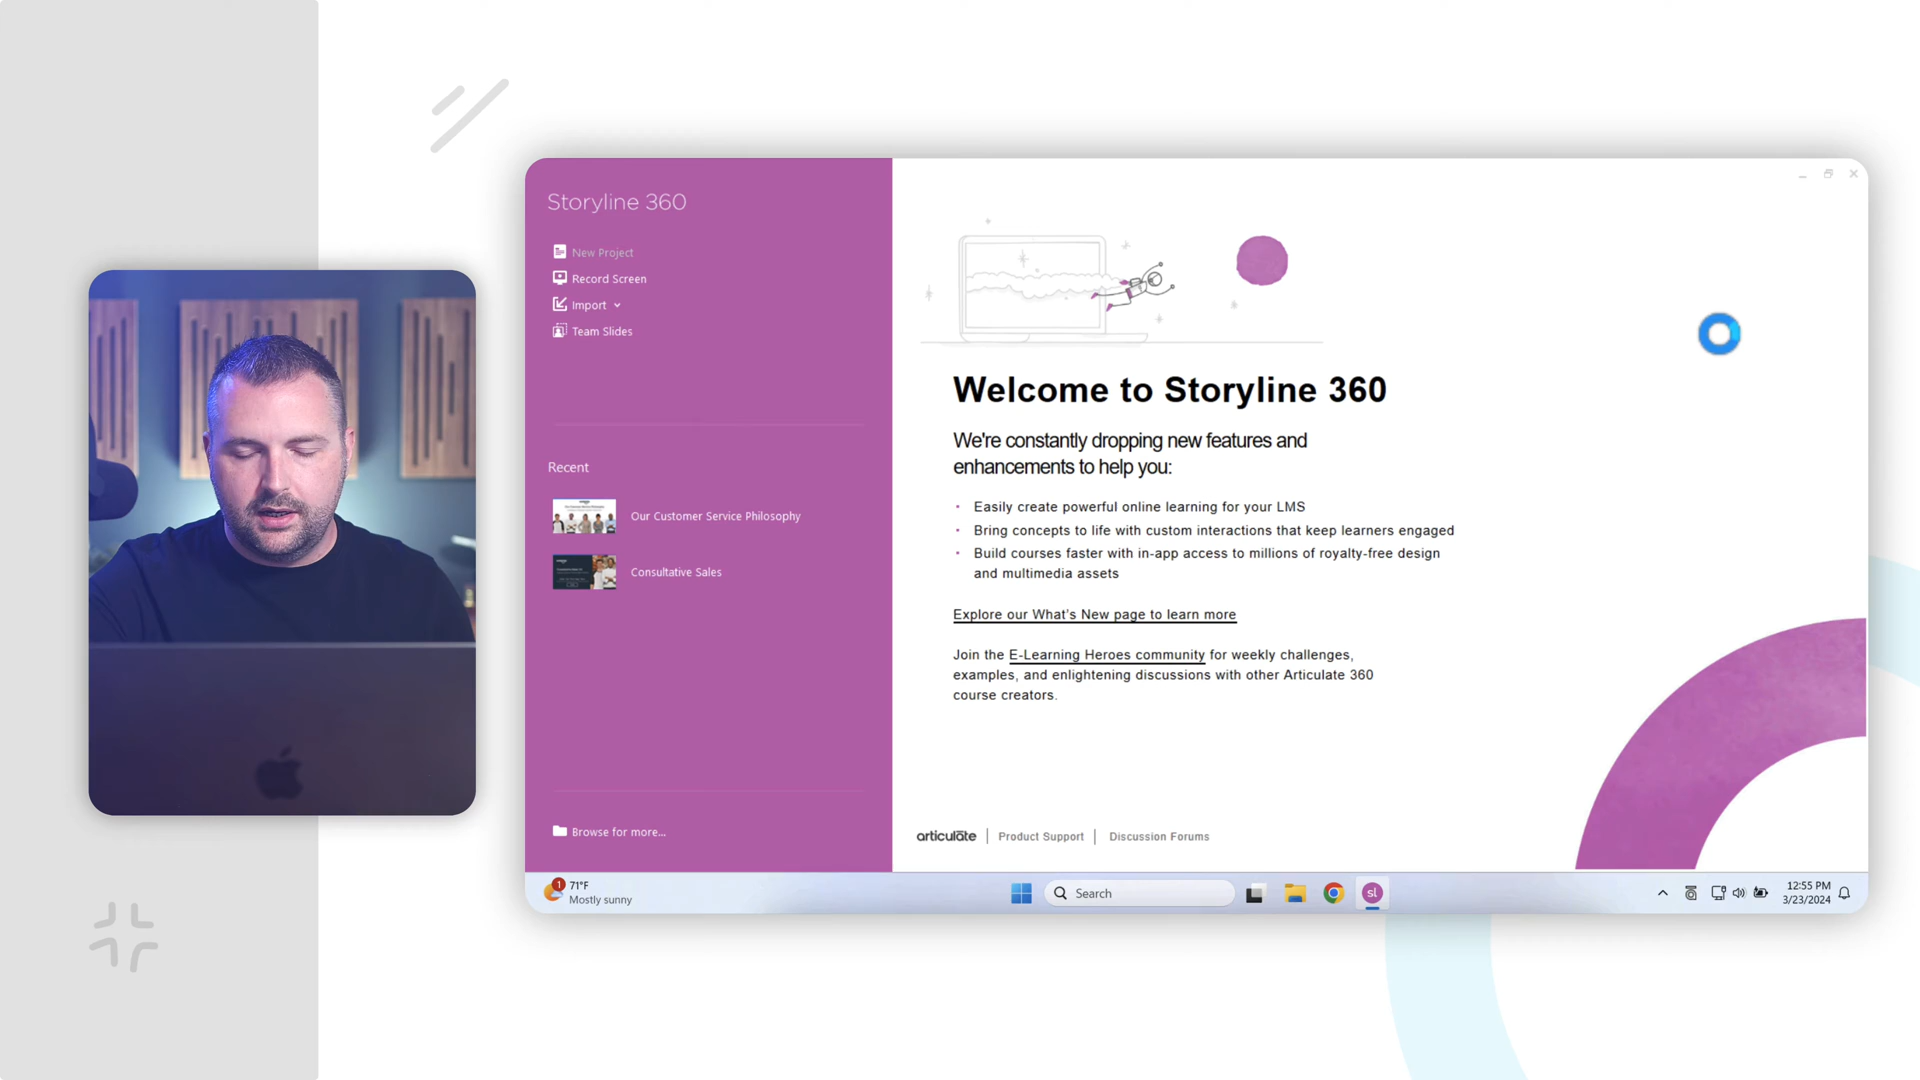 Storyline 360
New Project
Record Screen
Import
Team Slides
Recent
Our Customer Service Philosophy
Consultative Sales
Browse for more...
Welcome to Storyline 360
We're constantly dropping new features and
enhancements to help you:
• Easily create powerful online learning for your LMS
• Bring concepts to life with custom interactions that keep learners engaged
• Build courses faster with in-app access to millions of royalty-free design
and multimedia assets
Explore our What's New page to learn more
Join the E-Learning Heroes community for weekly challenges,
examples, and enlightening discussions with other Articulate 360
course creators.
articulate | Product Support | Discussion Forums
1
71°F
Mostly sunny
Search
sl
12:55 PM
3/23/2024